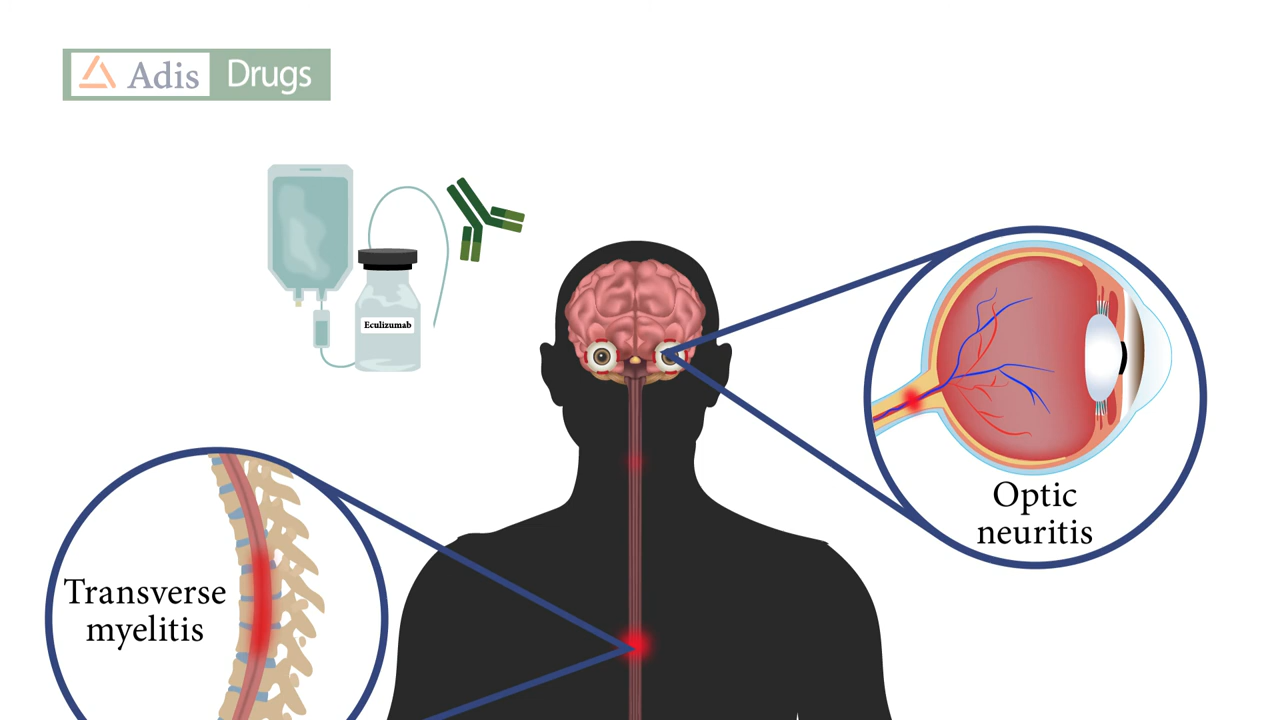 Adis Drugs
Eculizumab
Optic
neuritis
Transverse
myelitis